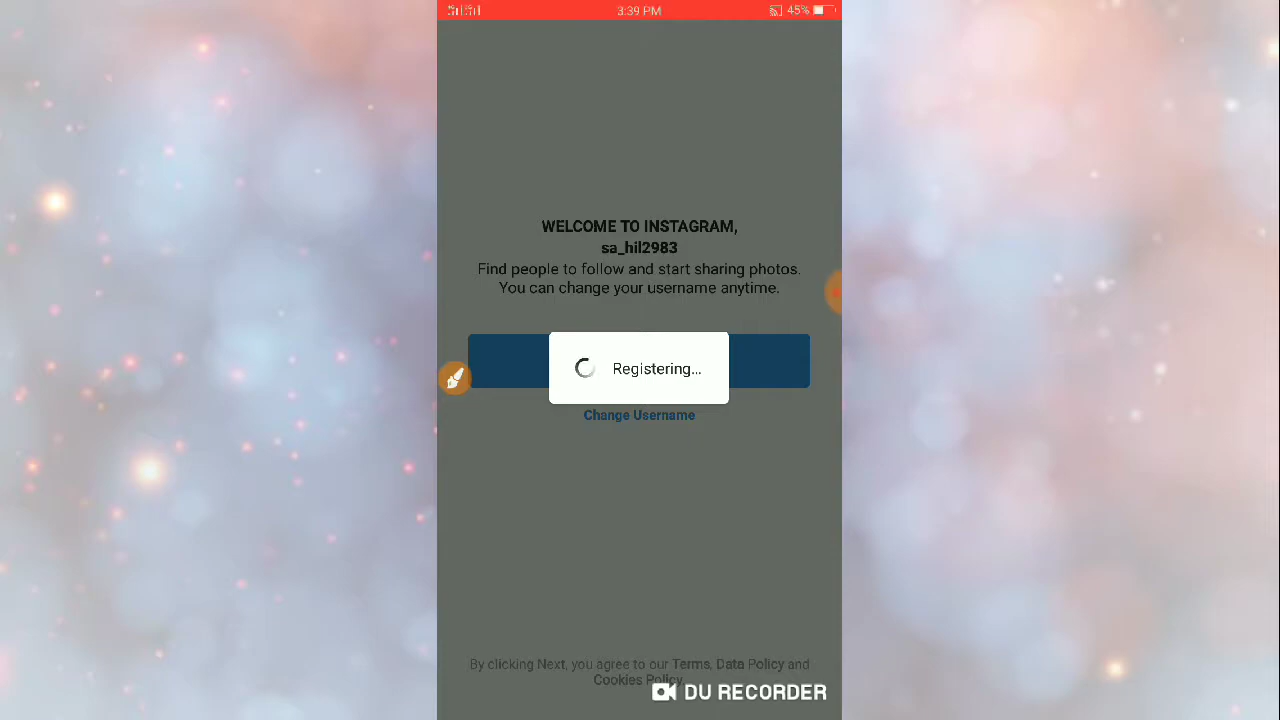 3:39 PM
45%
WELCOME TO INSTAGRAM,
sa_hil2983
Find people to follow and start sharing photos.
You can change your username anytime.
Registering...
Change Username
By clicking Next, you agree to our Terms, Data Policy and
Cookies Policy.
DU RECORDER